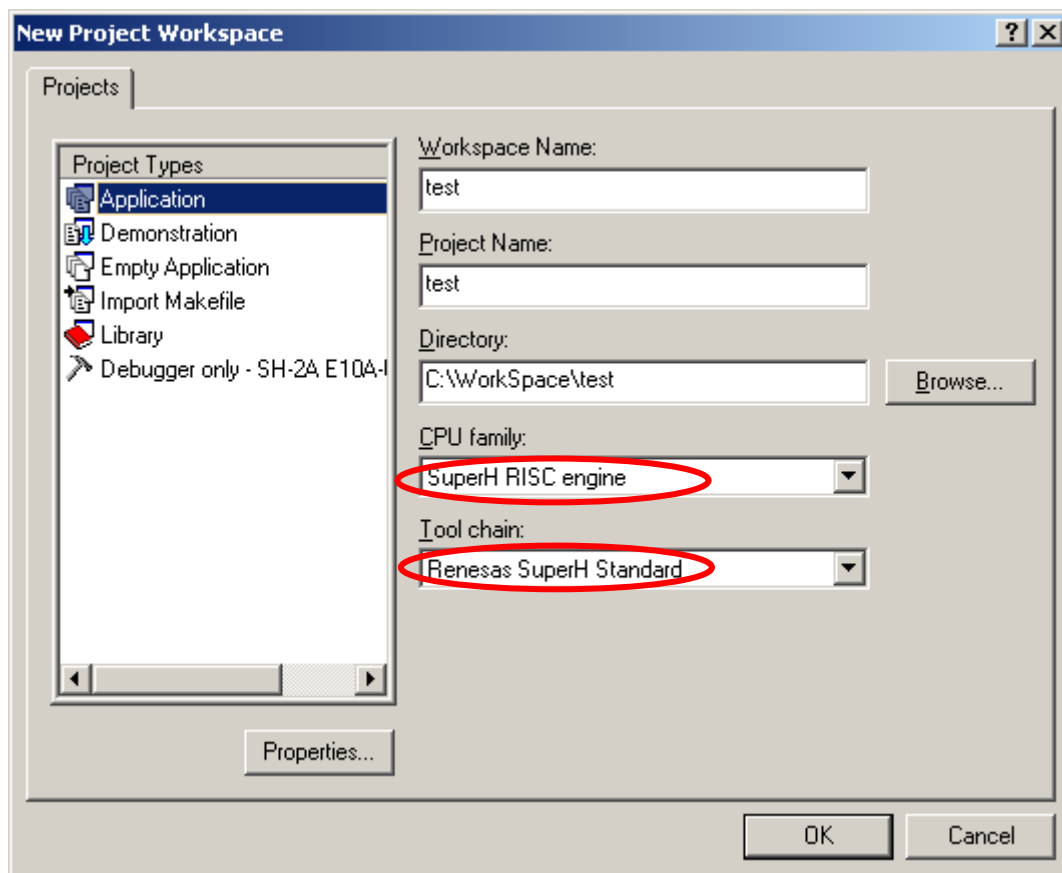 New Project Workspace
Projects
Project Types
Application
Demonstration
Empty Application
Import Makefile
Library
Debugger only - SH-2A E10A-
Properties...
Workspace Name:
test
Project Name:
test
Directory:
C:\WorkSpace\test
Browse...
CPU family:
SuperH RISC engine
Tool chain:
Renesas SuperH Standard
OK
Cancel